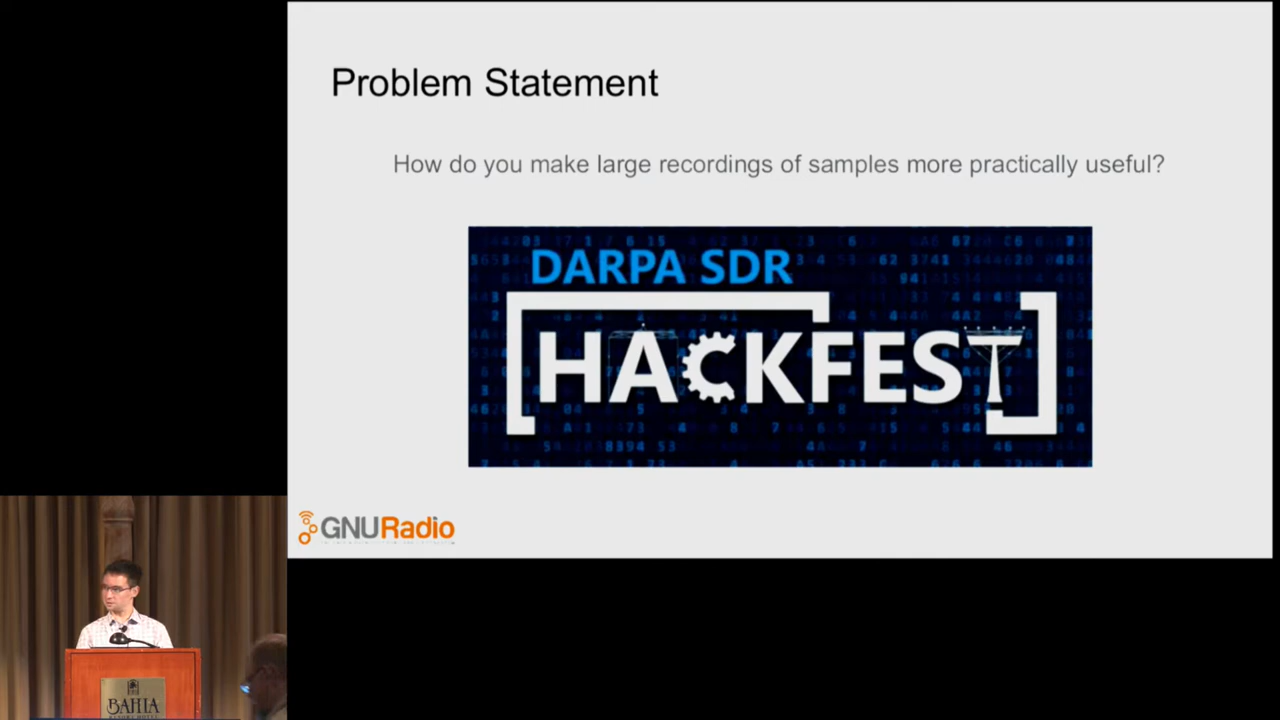 Problem Statement
How do you make large recordings of samples more practically useful?
DARPA SDR
HACKFEST
GNURadio
BAHIA